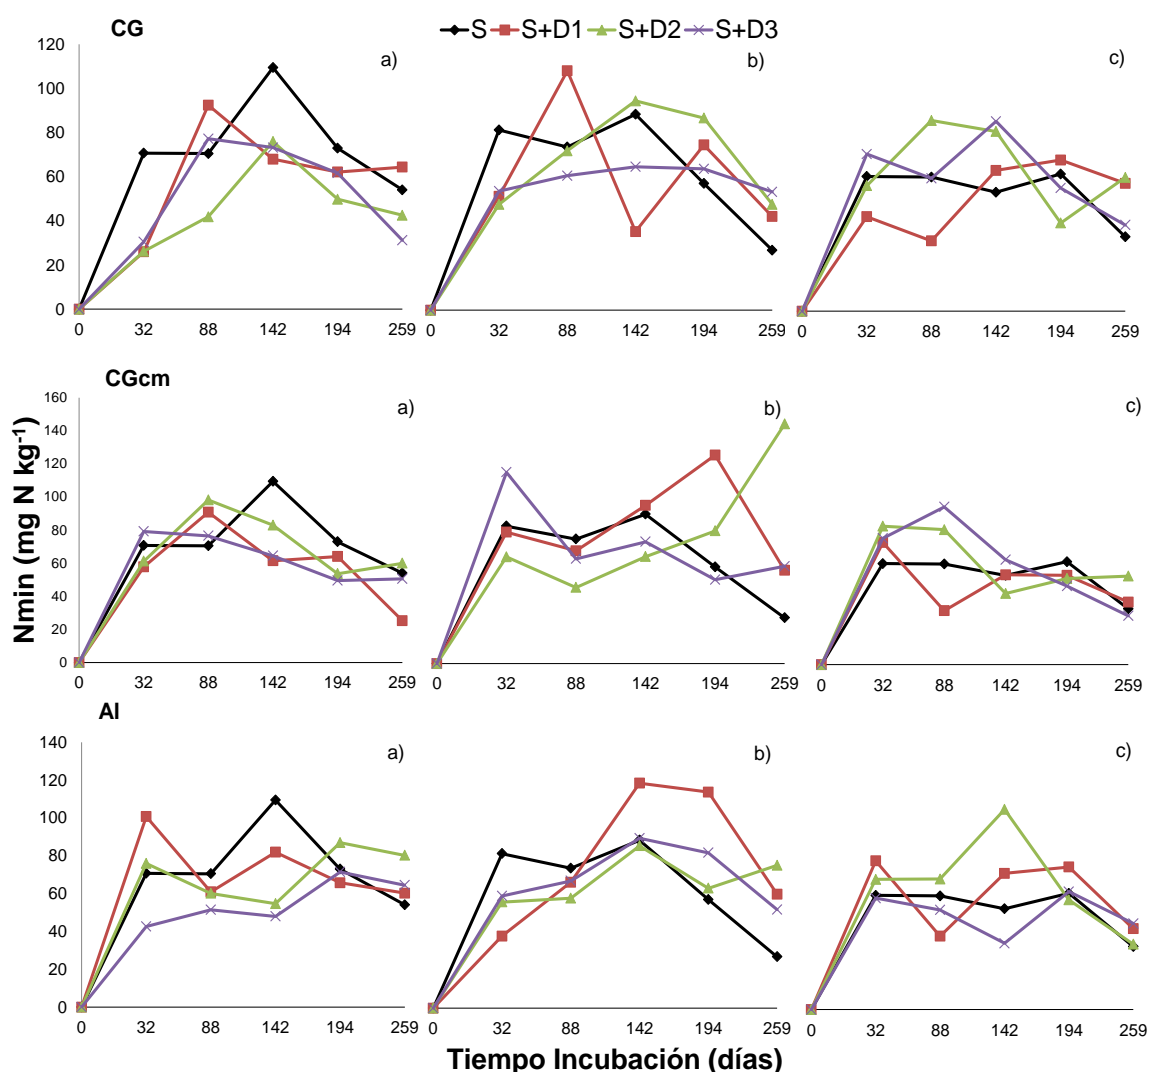 CG
S S+D1 S+D2 S+D3
a) b) c)
120
100
80
60
40
20
0
0 32 88 142 194 259
0 32 88 142 194 259
0 32 88 142 194 259
CGcm
a) b) c)
160
140
120
100
80
60
40
20
0
0 32 88 142 194 259
0 32 88 142 194 259
0 32 88 142 194 259
Nmin (mg N kg⁻¹)
AI
a) b) c)
140
120
100
80
60
40
20
0
0 32 88 142 194 259
0 32 88 142 194 259
0 32 88 142 194 259
Tiempo Incubación (días)